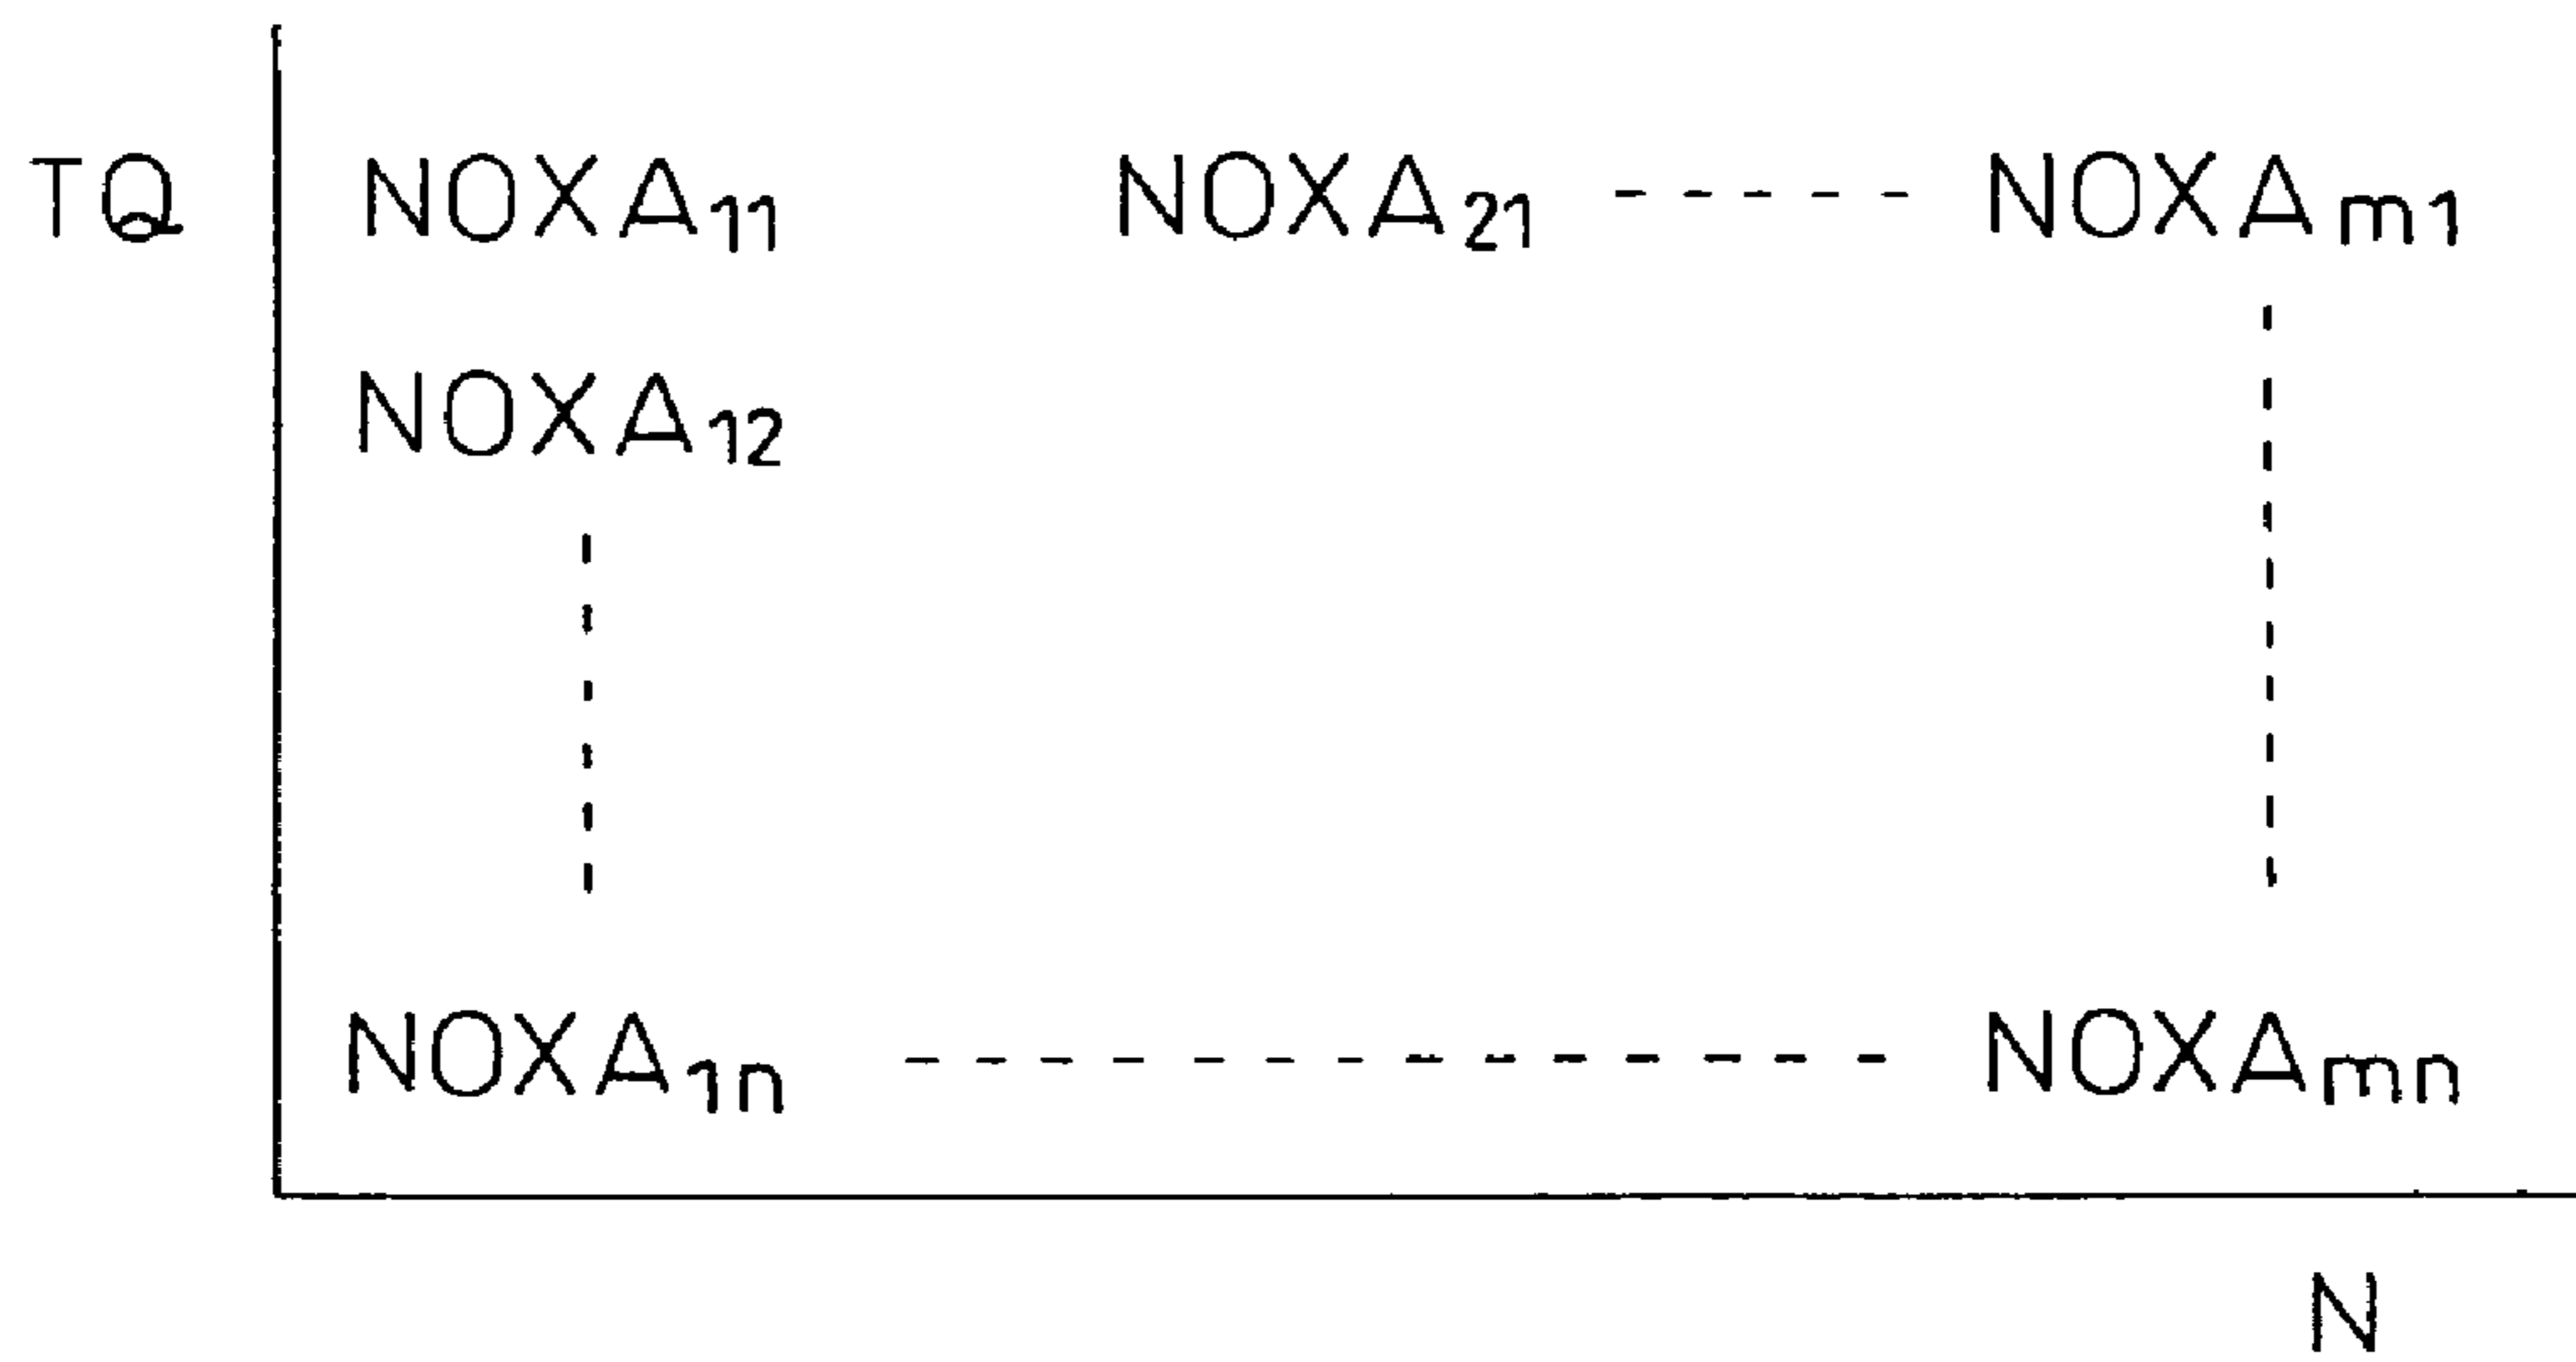 TQ NOXA₁₁ NOXA₂₁ ----- NOXAₘ₁
NOXA₁₂
NOXA₁ₙ ------------- NOXAₘₙ
N